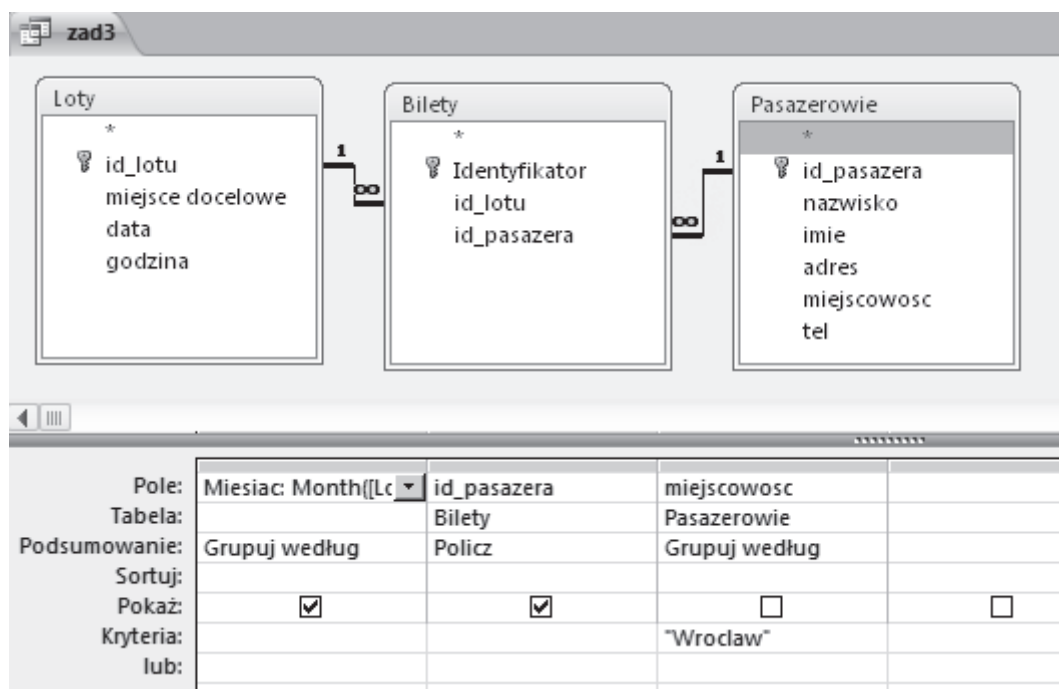 zad3
Loty Bilety Pasazerowie
* * *
id_lotu 1 Identyfikator 1 id_pasazera
miejsce docelowe ∞ id_lotu nazwisko
data id_pasazera ∞ imie
godzina adres
miejscowosc
tel
Pole: Miesiac: Month([Lo id_pasazera miejscowosc
Tabela: Bilety Pasazerowie
Podsumowanie: Grupuj według Policz Grupuj według
Sortuj:
Pokaż:
Kryteria: "Wroclaw"
lub: